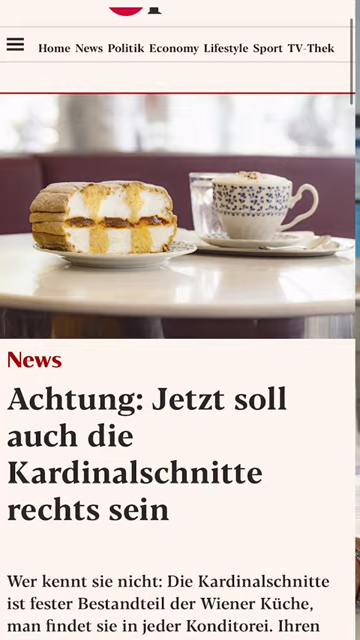 Home News Politik Economy Lifestyle Sport TV-Thek
News
Achtung: Jetzt soll
auch die
Kardinalschnitte
rechts sein
Wer kennt sie nicht: Die Kardinalschnitte
ist fester Bestandteil der Wiener Küche,
man findet sie in jeder Konditorei. Ihren